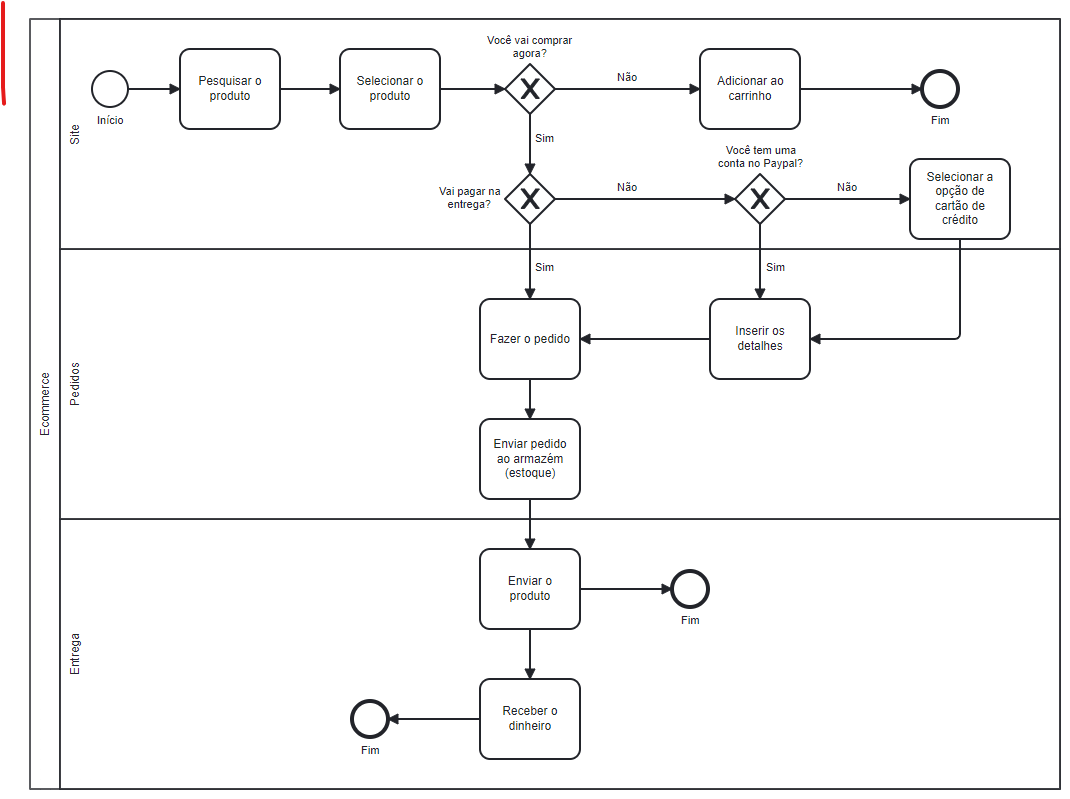 Você vai comprar
agora?
Pesquisar o
produto
Selecionar o
produto
Não
Adicionar ao
carrinho
Início
Fim
Site
Sim
Você tem uma
conta no Paypal?
Vai pagar na
entrega?
Não
Não
Selecionar a
opção de
cartão de
crédito
Ecommerce
Pedidos
Sim
Sim
Fazer o pedido
Inserir os
detalhes
Enviar pedido
ao armazém
(estoque)
Entrega
Enviar o
produto
Fim
Receber o
dinheiro
Fim